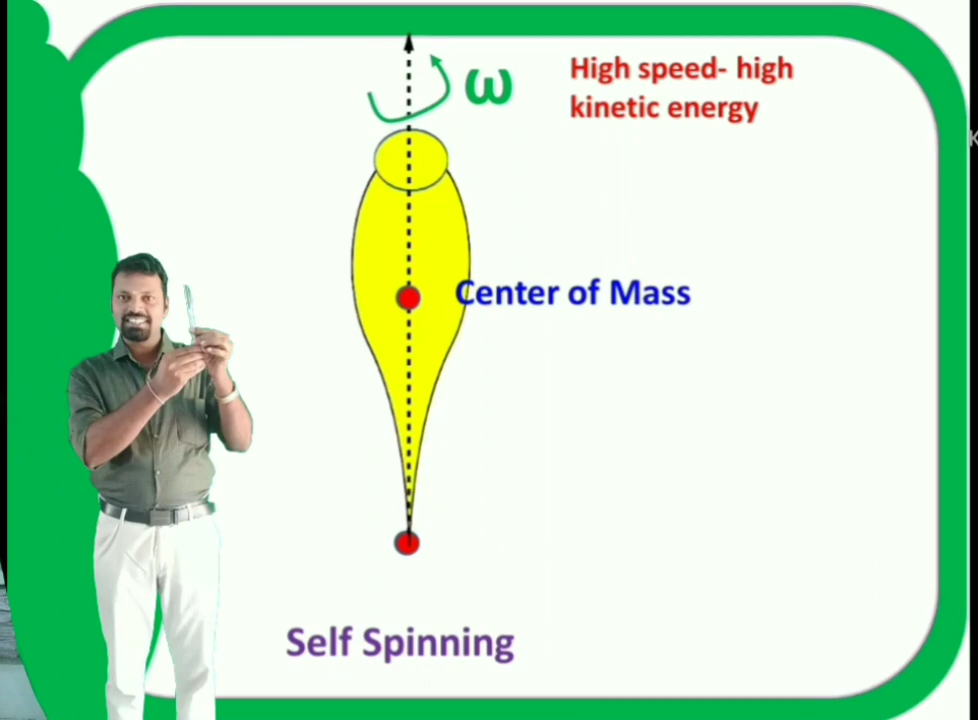 High speed- high
kinetic energy
ω
Center of Mass
Self Spinning